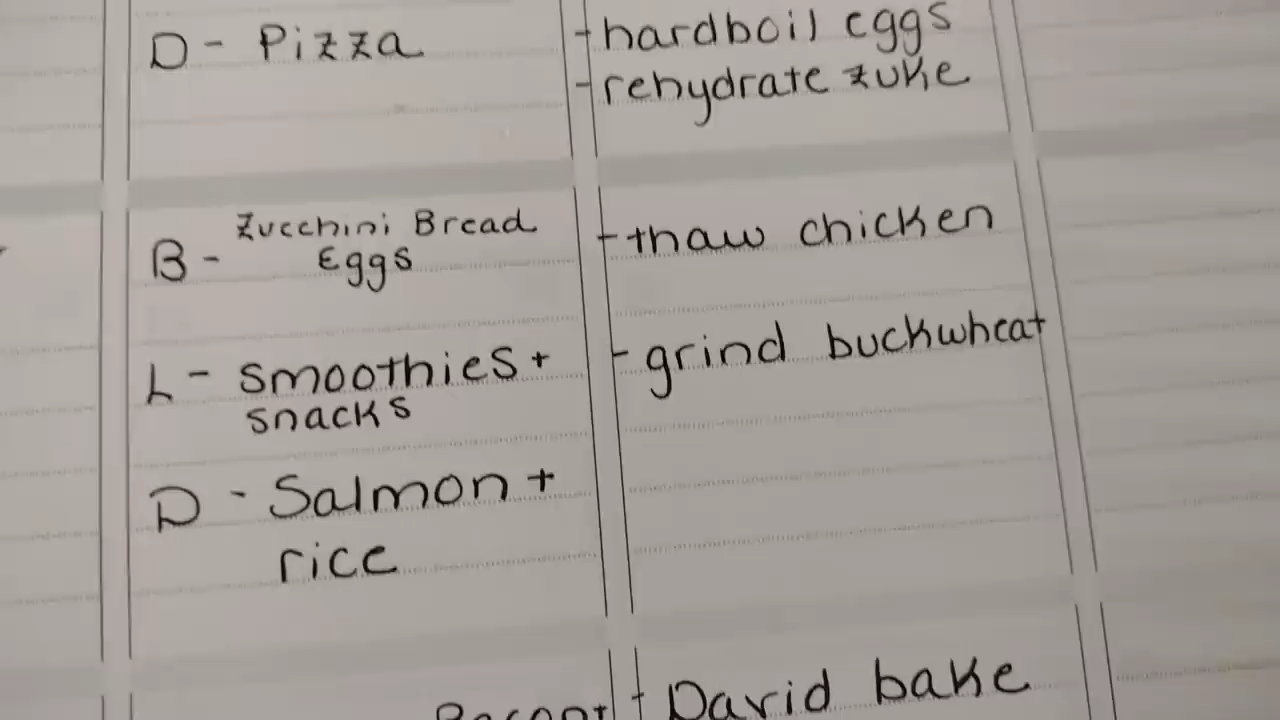 D - Pizza
- hardboil eggs
- rehydrate zuke
B - Zucchini Bread
Eggs
- thaw chicken
L - smoothies +
snacks
- grind buckwheat
D - Salmon +
rice
- David bake